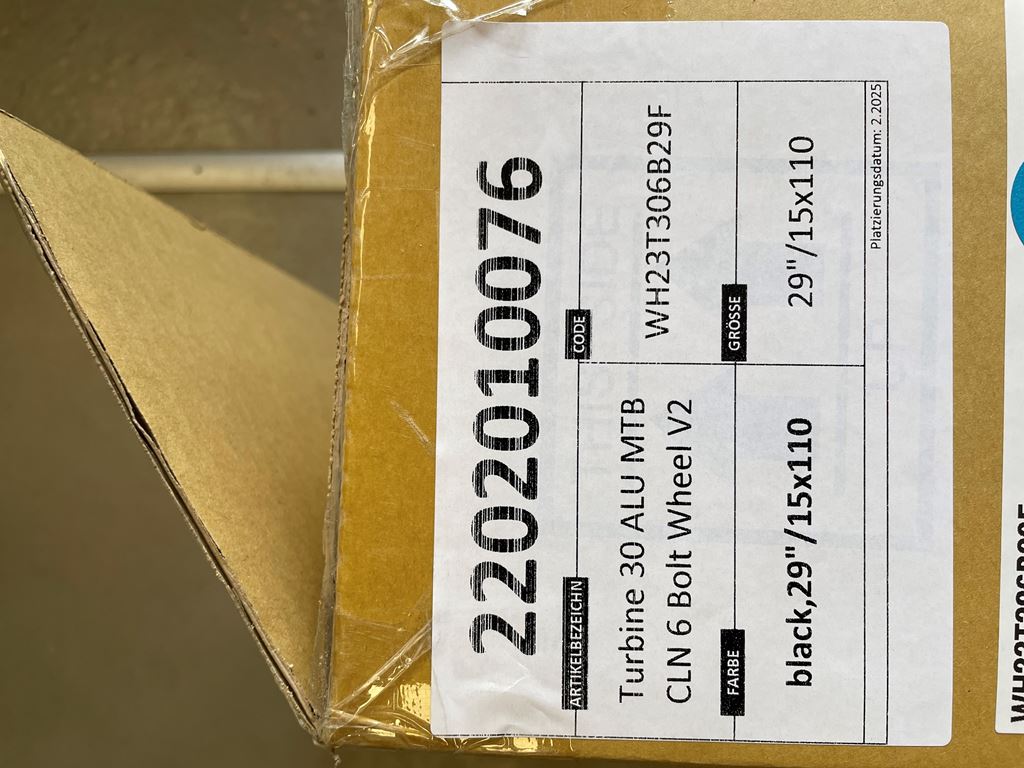 2202010076
ARTIKELBEZEICHN
Turbine 30 ALU MTB
CLN 6 Bolt Wheel V2
CODE
WH23T306B29F
FARBE
black,29"/15x110
GRÖSSE
29"/15x110
Platzierungsdatum: 2.2025